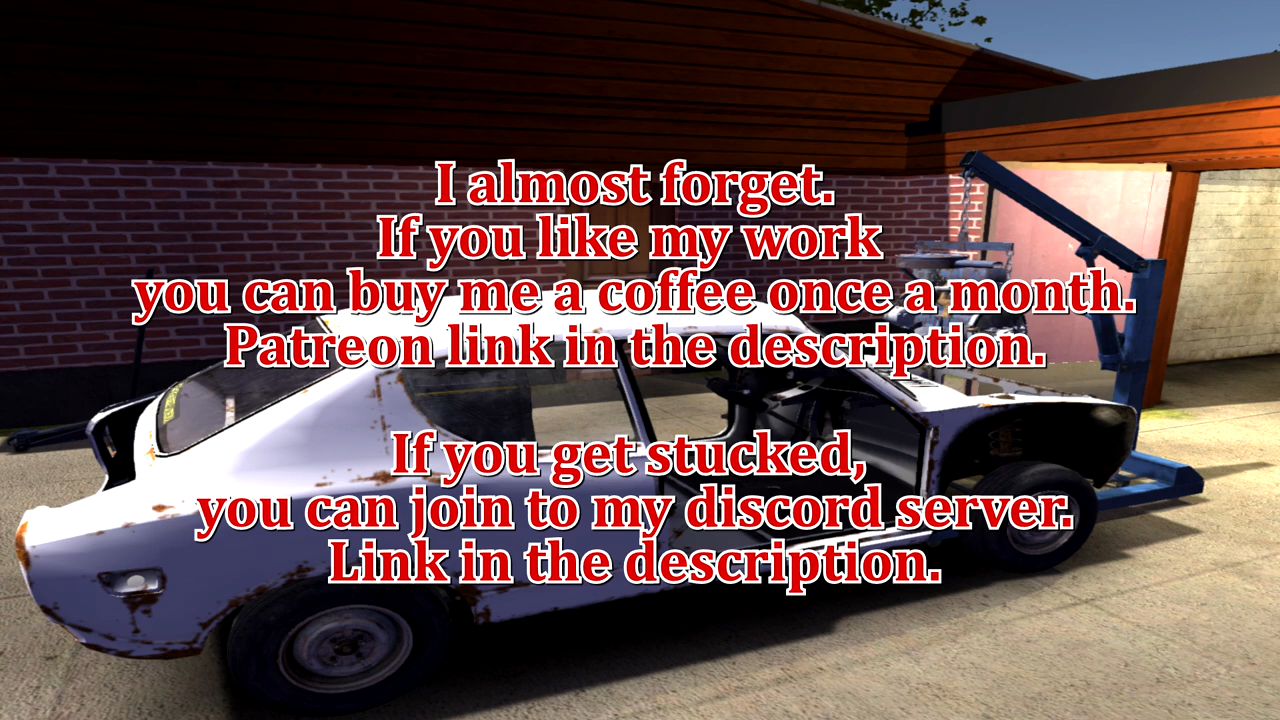 I almost forget.
If you like my work
you can buy me a coffee once a month.
Patreon link in the description.
If you get stucked,
you can join to my discord server.
Link in the description.